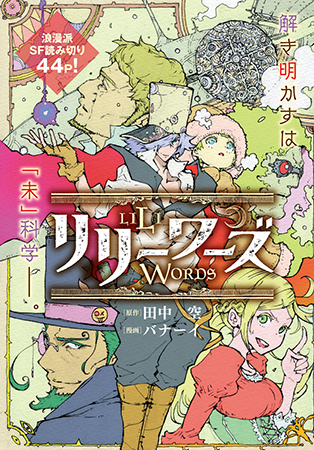 浪漫派
SF読み切り
44P!
解き明かすは、
「未」科学――。
LILI
リリーワーズ
WORDS
[原作] 田中 空
[漫画] バナーイ